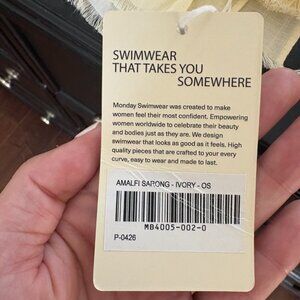 SWIMWEAR
THAT TAKES YOU
SOMEWHERE
Monday Swimwear was created to make
women feel their most confident. Empowering
women worldwide to celebrate their beauty
and bodies just as they are. We design
swimwear that looks as good as it feels. High
quality pieces that are crafted to your every
curve, easy to wear and made to last.
AMALFI SARONG - IVORY - OS
MB4005-002-0
P-0426